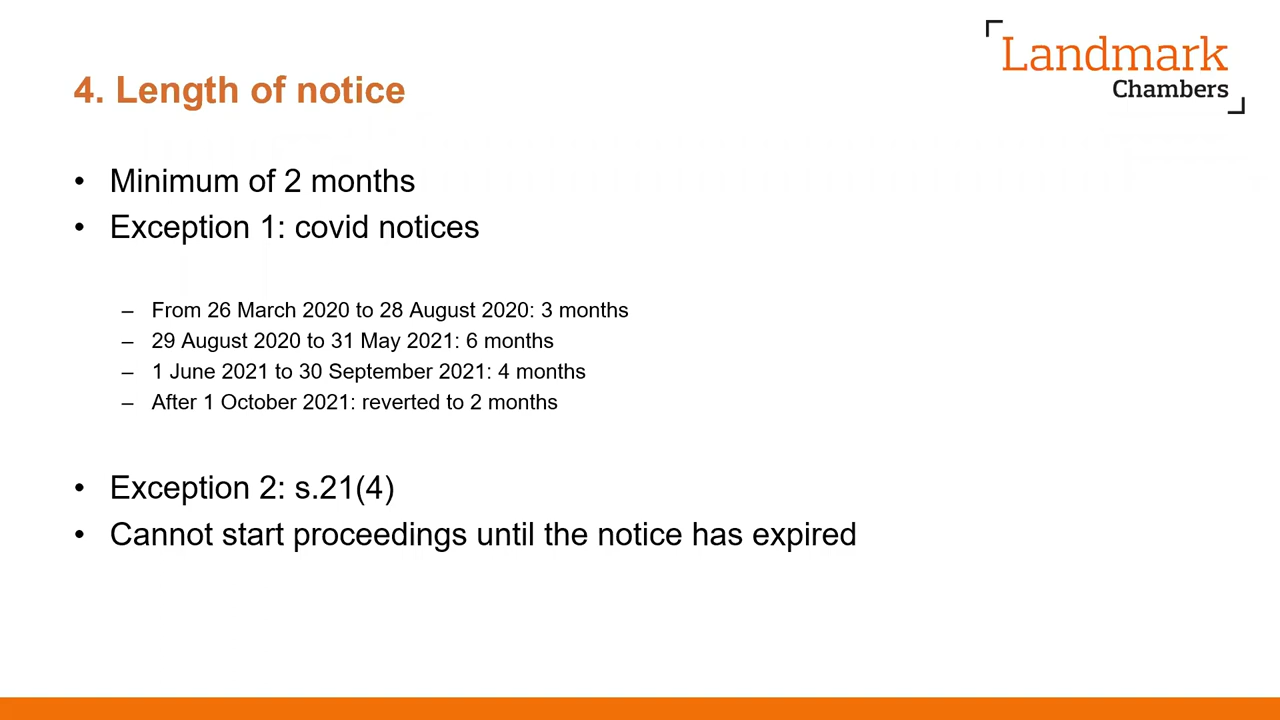 Landmark
Chambers
4. Length of notice
• Minimum of 2 months
• Exception 1: covid notices
– From 26 March 2020 to 28 August 2020: 3 months
– 29 August 2020 to 31 May 2021: 6 months
– 1 June 2021 to 30 September 2021: 4 months
– After 1 October 2021: reverted to 2 months
• Exception 2: s.21(4)
• Cannot start proceedings until the notice has expired